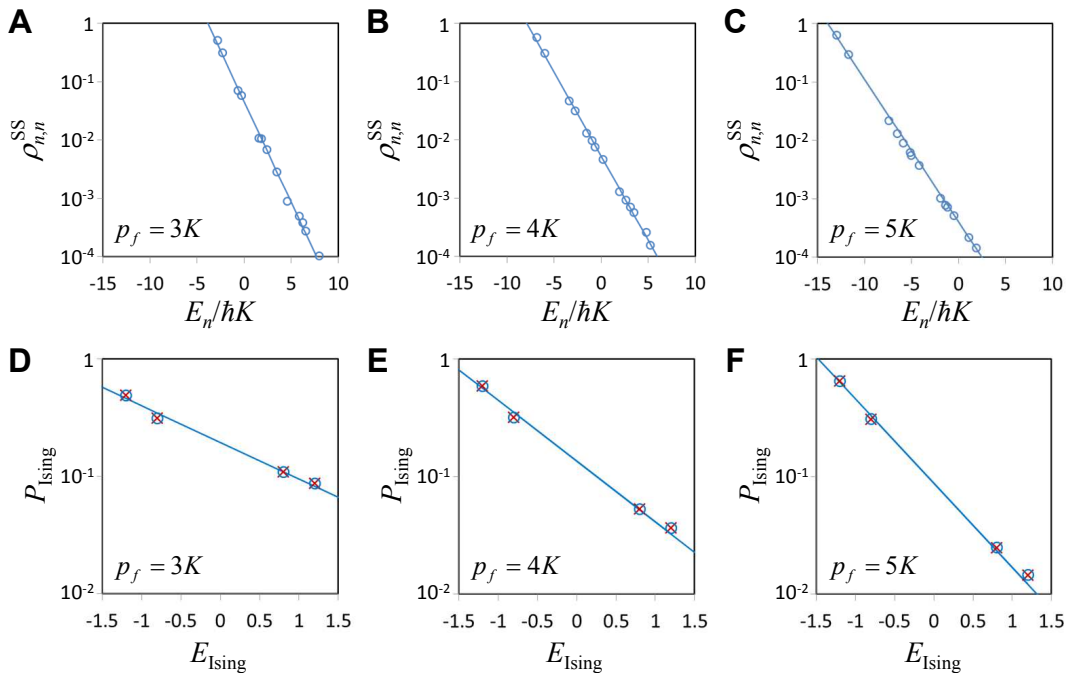 A
1
10⁻¹
10⁻²
10⁻³
10⁻⁴
ρ^SS_n,n
p_f = 3K
-15 -10 -5 0 5 10
E_n/ħK
B
1
10⁻¹
10⁻²
10⁻³
10⁻⁴
ρ^SS_n,n
p_f = 4K
-15 -10 -5 0 5 10
E_n/ħK
C
1
10⁻¹
10⁻²
10⁻³
10⁻⁴
ρ^SS_n,n
p_f = 5K
-15 -10 -5 0 5 10
E_n/ħK
D
1
10⁻¹
10⁻²
P_Ising
p_f = 3K
-1.5 -1 -0.5 0 0.5 1 1.5
E_Ising
E
1
10⁻¹
10⁻²
P_Ising
p_f = 4K
-1.5 -1 -0.5 0 0.5 1 1.5
E_Ising
F
1
10⁻¹
10⁻²
P_Ising
p_f = 5K
-1.5 -1 -0.5 0 0.5 1 1.5
E_Ising